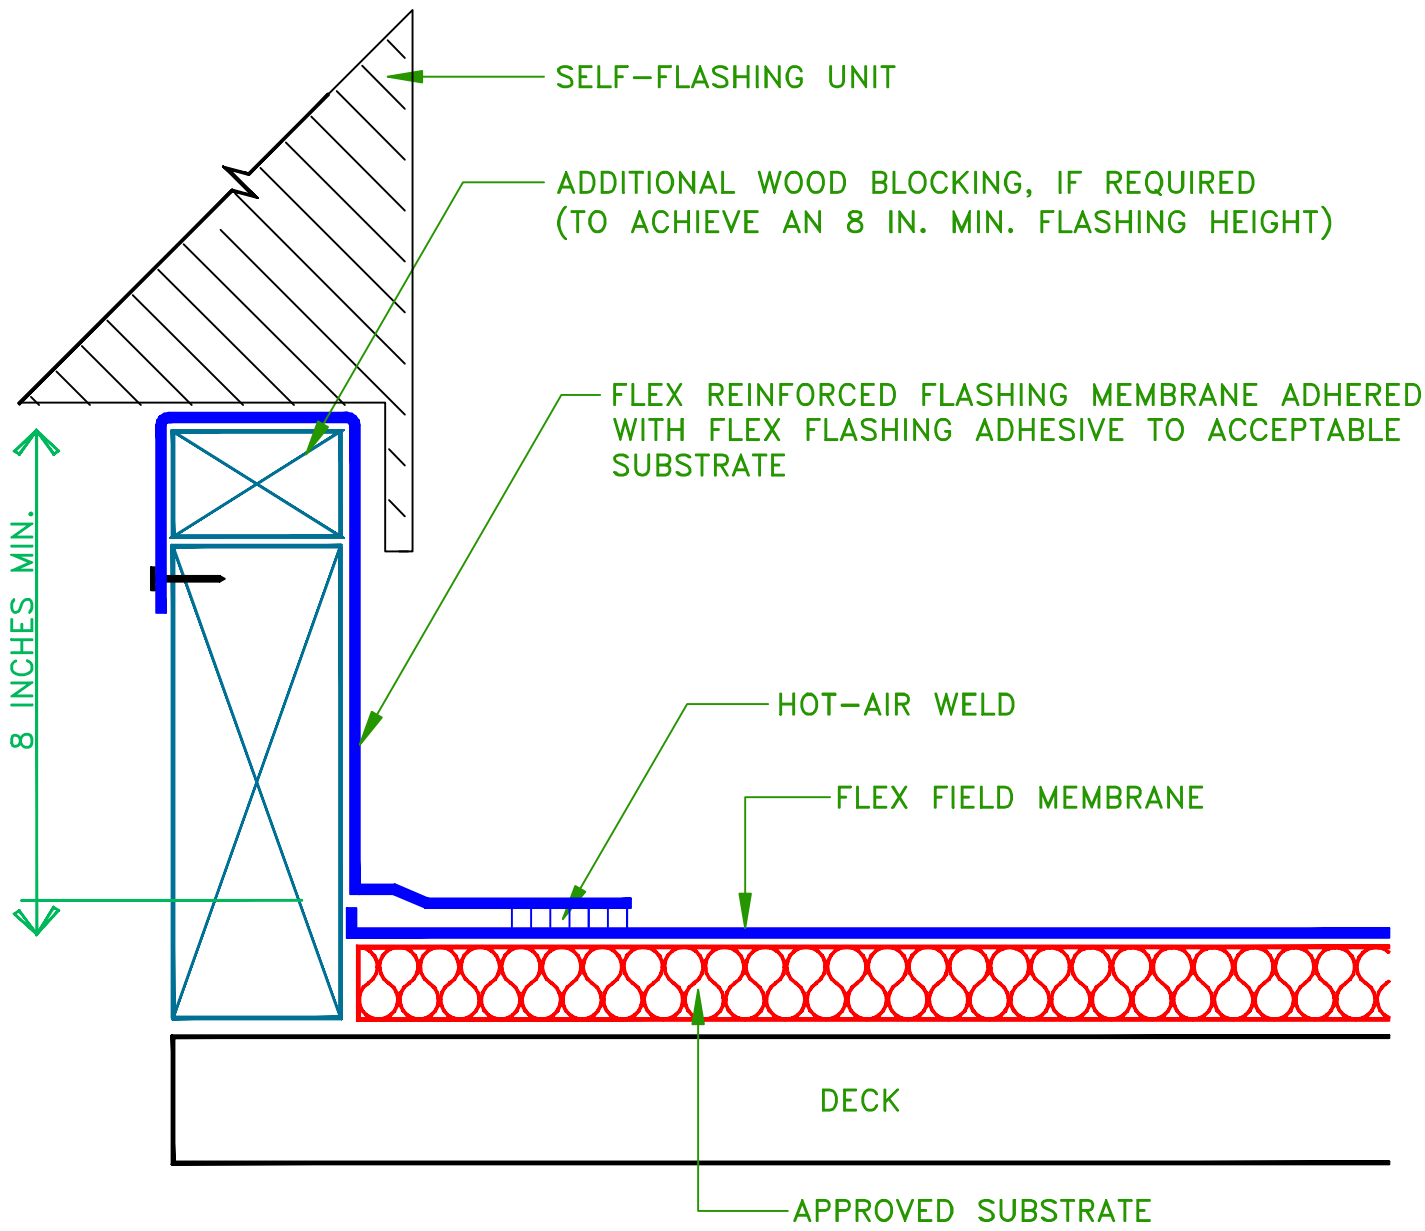 SELF-FLASHING UNIT
ADDITIONAL WOOD BLOCKING, IF REQUIRED
(TO ACHIEVE AN 8 IN. MIN. FLASHING HEIGHT)
FLEX REINFORCED FLASHING MEMBRANE ADHERED
WITH FLEX FLASHING ADHESIVE TO ACCEPTABLE
SUBSTRATE
8 INCHES MIN.
HOT-AIR WELD
FLEX FIELD MEMBRANE
DECK
APPROVED SUBSTRATE